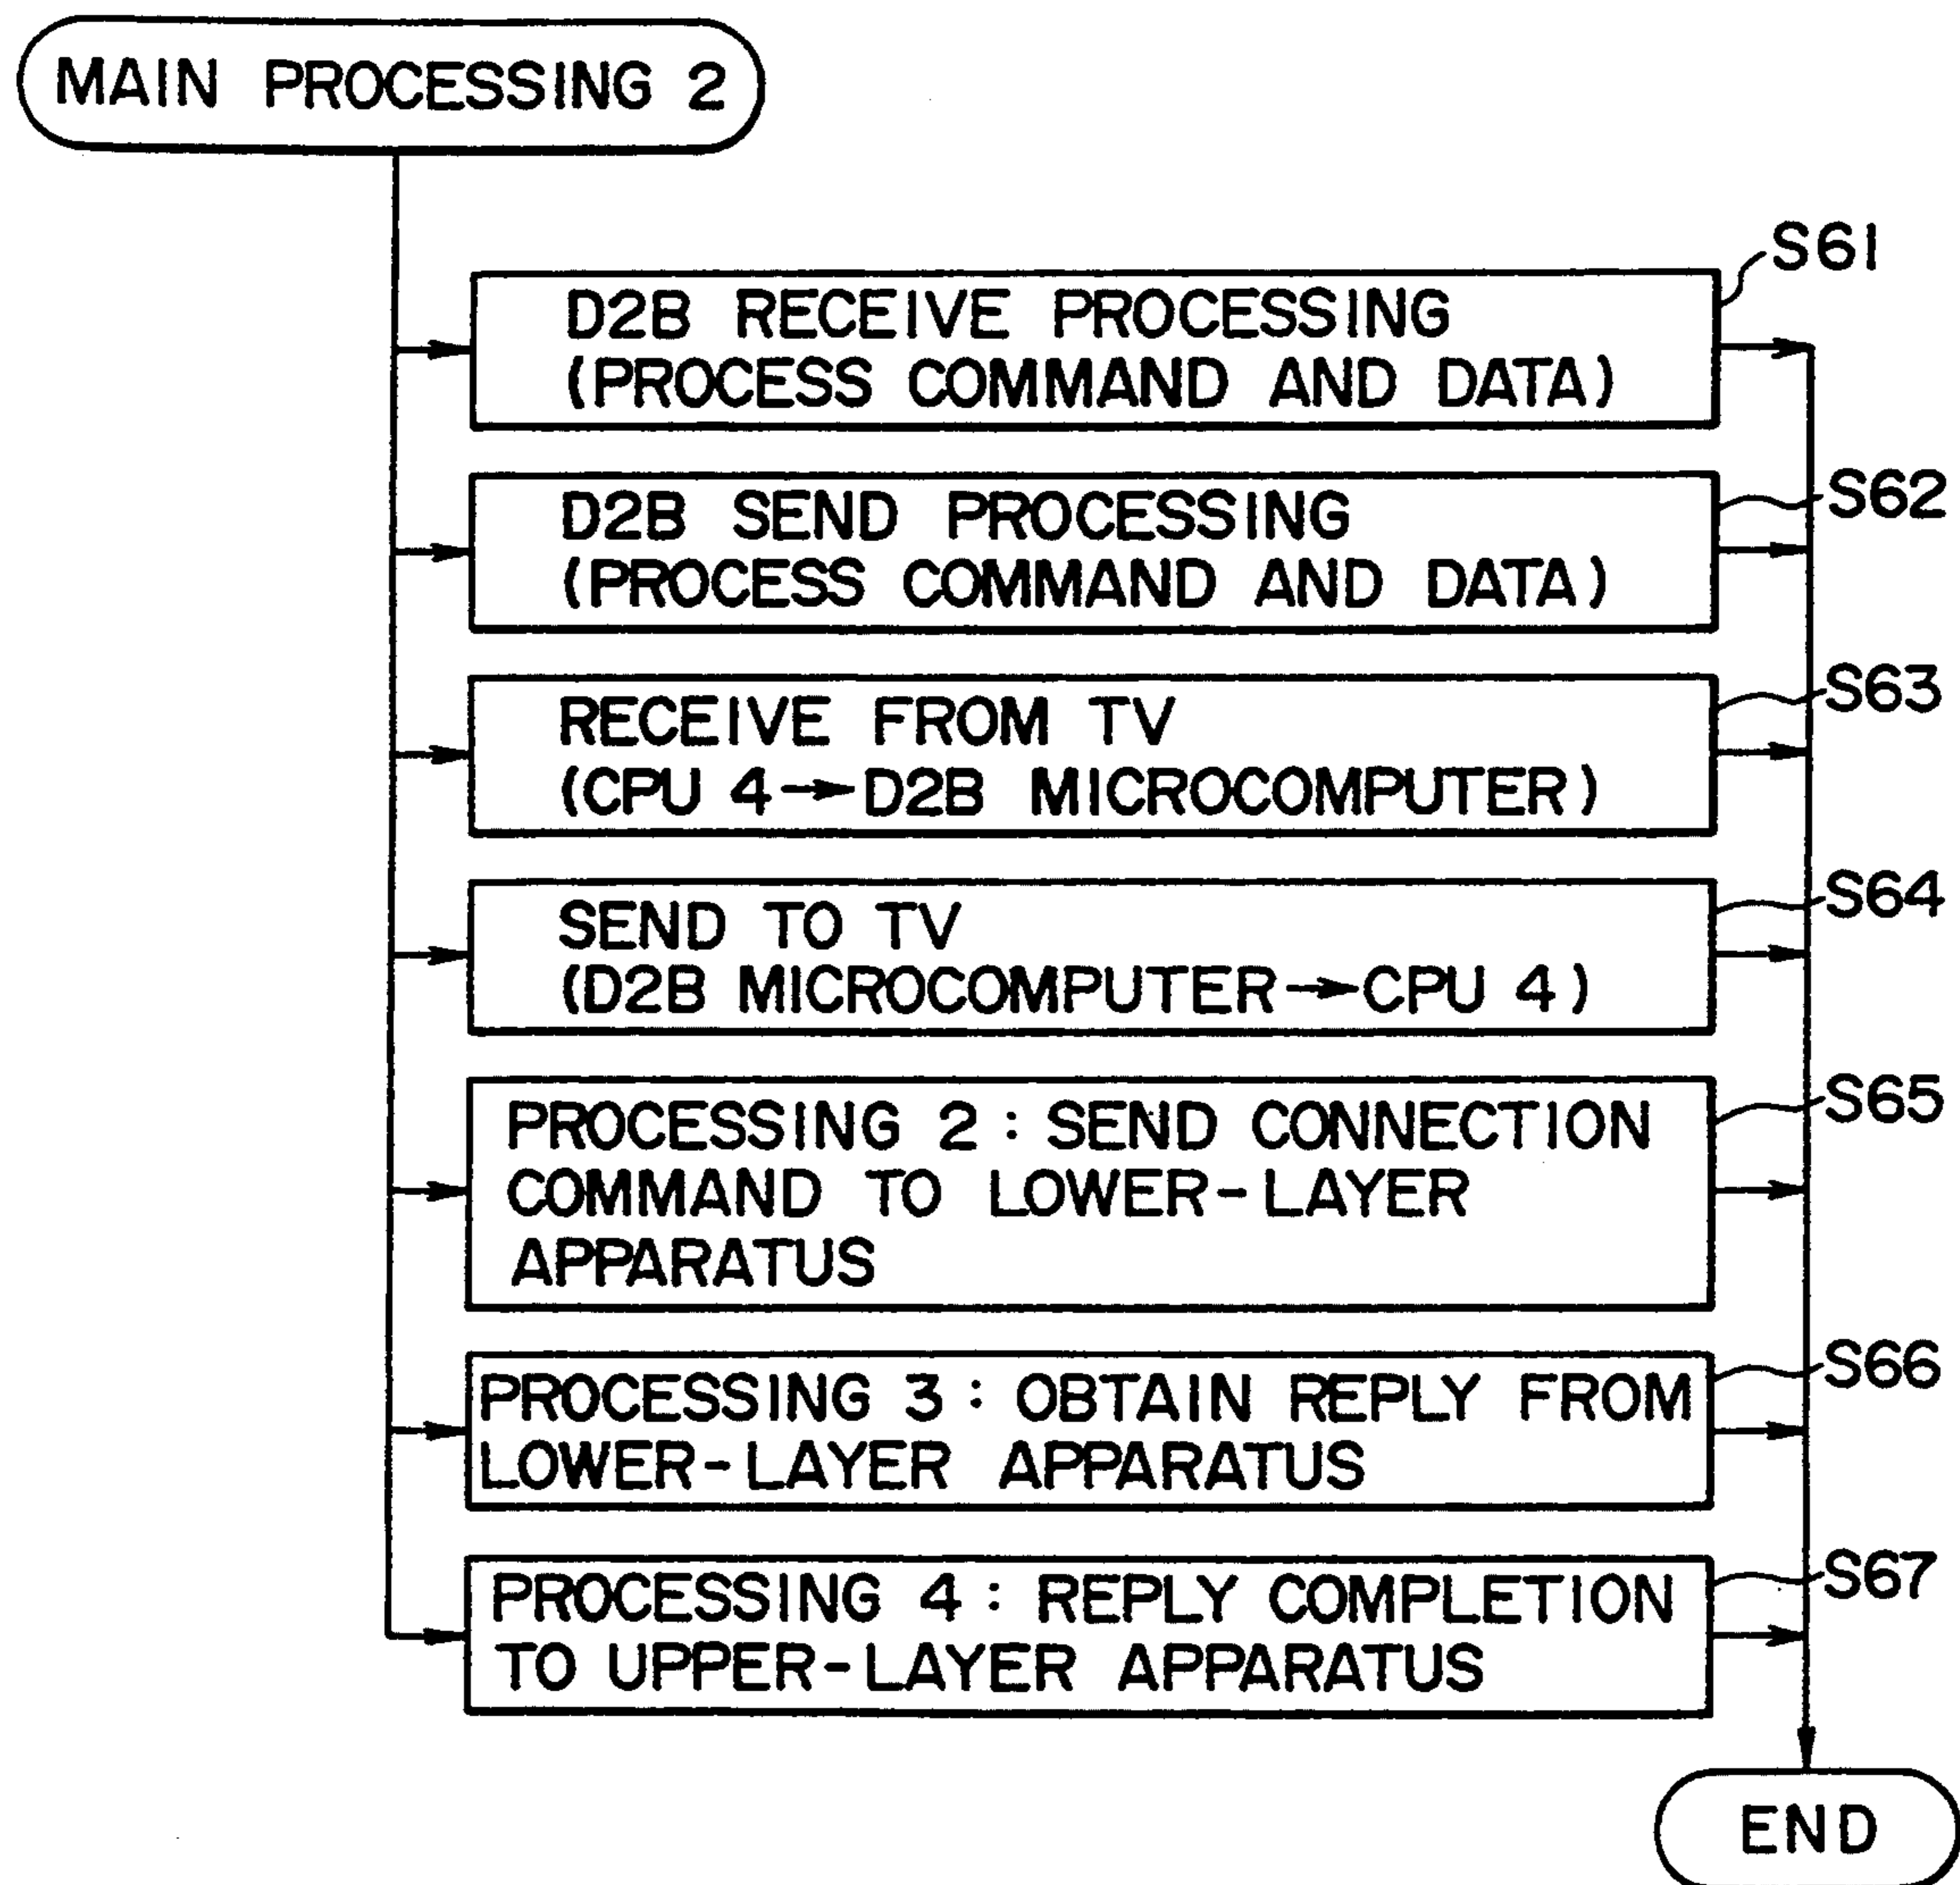 MAIN PROCESSING 2
S61
D2B RECEIVE PROCESSING
(PROCESS COMMAND AND DATA)
S62
D2B SEND PROCESSING
(PROCESS COMMAND AND DATA)
S63
RECEIVE FROM TV
(CPU 4→D2B MICROCOMPUTER)
S64
SEND TO TV
(D2B MICROCOMPUTER→CPU 4)
S65
PROCESSING 2 : SEND CONNECTION
COMMAND TO LOWER-LAYER
APPARATUS
S66
PROCESSING 3 : OBTAIN REPLY FROM
LOWER-LAYER APPARATUS
S67
PROCESSING 4 : REPLY COMPLETION
TO UPPER-LAYER APPARATUS
END